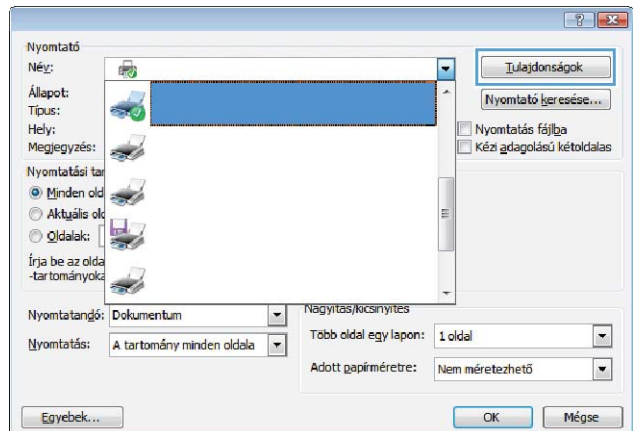 Nyomtató
Név:
Tulajdonságok
Állapot:
Nyomtató keresése...
Típus:
Hely:
Nyomtatás fájlba
Megjegyzés:
Kézi adagolású kétoldalas
Nyomtatási tar
Minden old
Aktuális old
Oldalak:
Írja be az olda
-tartományoka
Nyomtatandó: Dokumentum
Nyomtatás: A tartomány minden oldala
Nagyítás/kicsinyítés
Több oldal egy lapon: 1 oldal
Adott papírméretre: Nem méretezhető
Egyebek...
OK
Mégse